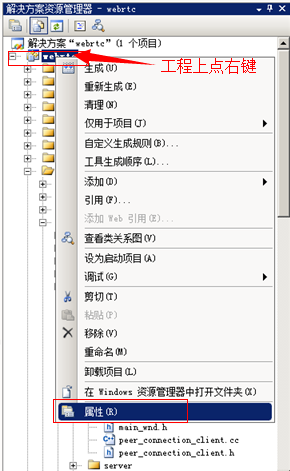 解决方案资源管理器 - webrtc
解决方案“webrtc”(1 个项目)
webrtc
工程上点右键
生成(U)
重新生成(E)
清理(N)
仅用于项目(J)
自定义生成规则(B)...
工具生成顺序(L)...
添加(D)
引用(F)...
添加 Web 引用(E)...
查看类关系图(V)
设为启动项目(A)
调试(G)
剪切(T)
粘贴(P)
移除(V)
重命名(M)
卸载项目(L)
在 Windows 资源管理器中打开文件夹(X)
属性(R)
main_wnd.h
peer_connection_client.cc
peer_connection_client.h
server